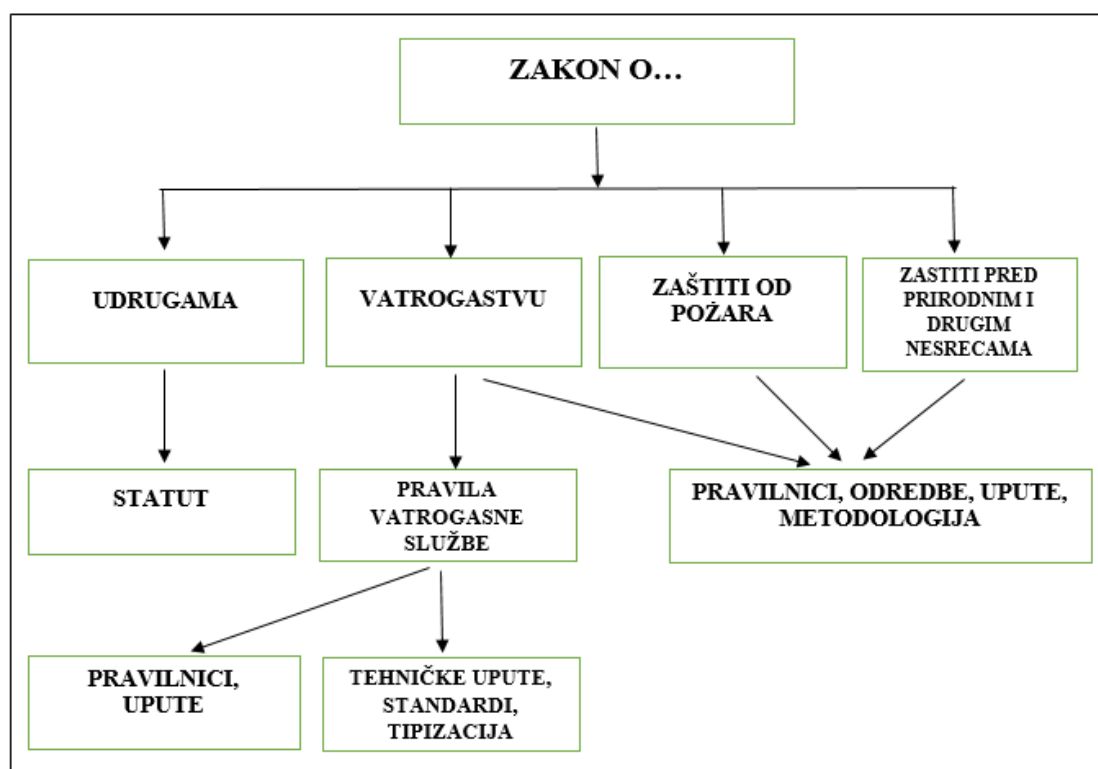 ZAKON O...
UDRUGAMA
VATROGASTVU
ZAŠTITI OD
POŽARA
ZASTITI PRED
PRIRODNIM I
DRUGIM
NESRECAMA
STATUT
PRAVILA
VATROGASNE
SLUŽBE
PRAVILNICI, ODREDBE, UPUTE,
METODOLOGIJA
PRAVILNICI,
UPUTE
TEHNIČKE UPUTE,
STANDARDI,
TIPIZACIJA